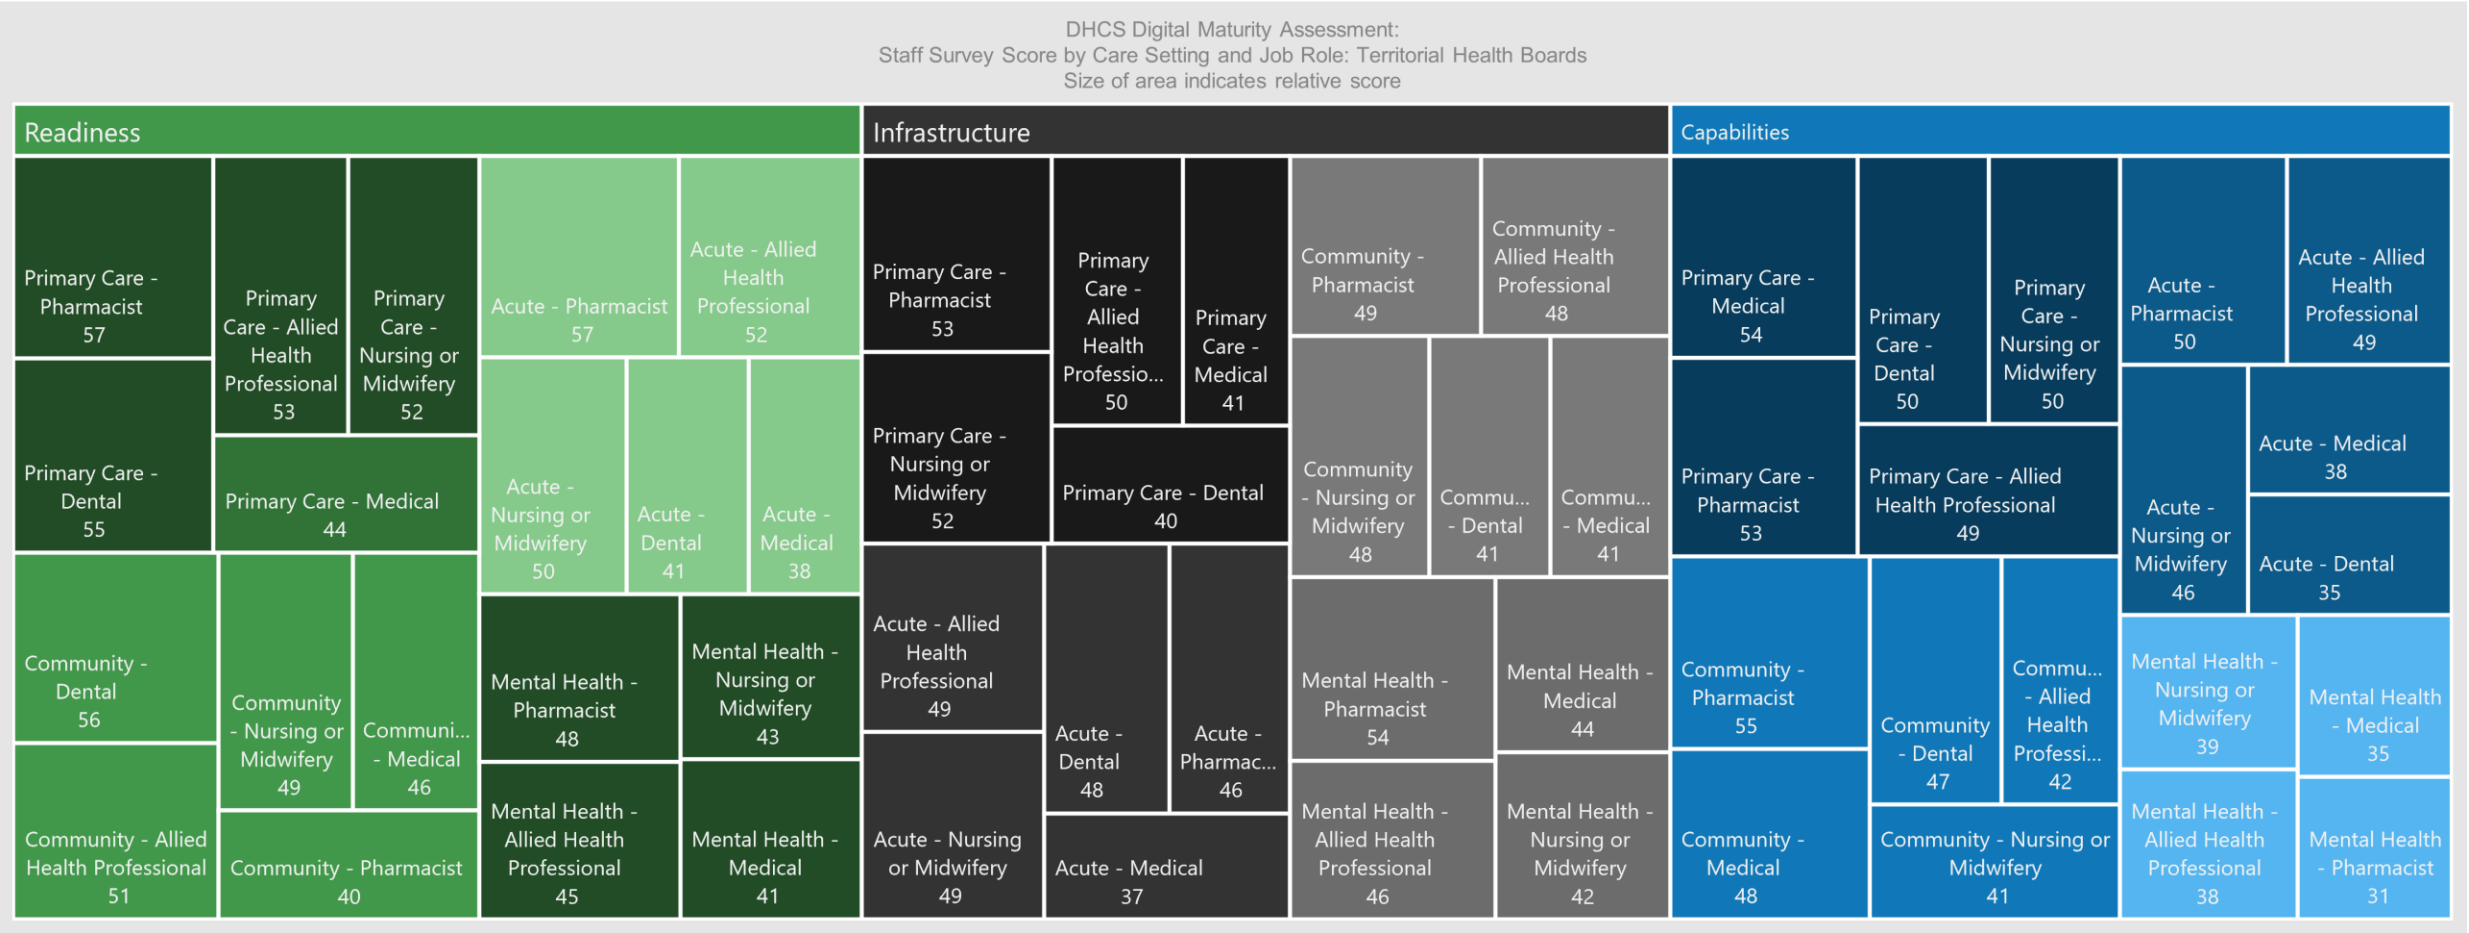 DHCS Digital Maturity Assessment:
Staff Survey Score by Care Setting and Job Role: Territorial Health Boards
Size of area indicates relative score
Readiness
Primary Care -
Pharmacist
57
Primary Care -
Dental
55
Primary
Care - Allied
Health
Professional
53
Primary
Care -
Nursing or
Midwifery
52
Primary Care - Medical
44
Community -
Dental
56
Community - Allied
Health Professional
51
Community
- Nursing or
Midwifery
49
Communi...
- Medical
46
Community - Pharmacist
40
Acute - Pharmacist
57
Acute - Allied
Health
Professional
52
Acute -
Nursing or
Midwifery
50
Acute -
Dental
41
Acute -
Medical
38
Mental Health -
Pharmacist
48
Mental Health -
Allied Health
Professional
45
Mental Health -
Nursing or
Midwifery
43
Mental Health -
Medical
41
Infrastructure
Primary Care -
Pharmacist
53
Primary Care -
Nursing or
Midwifery
52
Primary
Care -
Allied
Health
Professio...
50
Primary
Care -
Medical
41
Primary Care - Dental
40
Acute - Allied
Health
Professional
49
Acute - Nursing
or Midwifery
49
Acute -
Dental
48
Acute -
Pharmac...
46
Acute - Medical
37
Community -
Pharmacist
49
Community -
Allied Health
Professional
48
Community
- Nursing or
Midwifery
48
Commu...
- Dental
41
Commu...
- Medical
41
Mental Health -
Pharmacist
54
Mental Health -
Allied Health
Professional
46
Mental Health -
Medical
44
Mental Health -
Nursing or
Midwifery
42
Capabilities
Primary Care -
Medical
54
Primary Care -
Pharmacist
53
Primary
Care -
Dental
50
Primary
Care -
Nursing or
Midwifery
50
Primary Care - Allied
Health Professional
49
Community -
Pharmacist
55
Community -
Medical
48
Community
- Dental
47
Commu...
- Allied
Health
Professi...
42
Community - Nursing or
Midwifery
41
Acute -
Pharmacist
50
Acute - Allied
Health
Professional
49
Acute -
Nursing or
Midwifery
46
Acute - Medical
38
Acute - Dental
35
Mental Health -
Nursing or
Midwifery
39
Mental Health -
Allied Health
Professional
38
Mental Health
- Medical
35
Mental Health
- Pharmacist
31